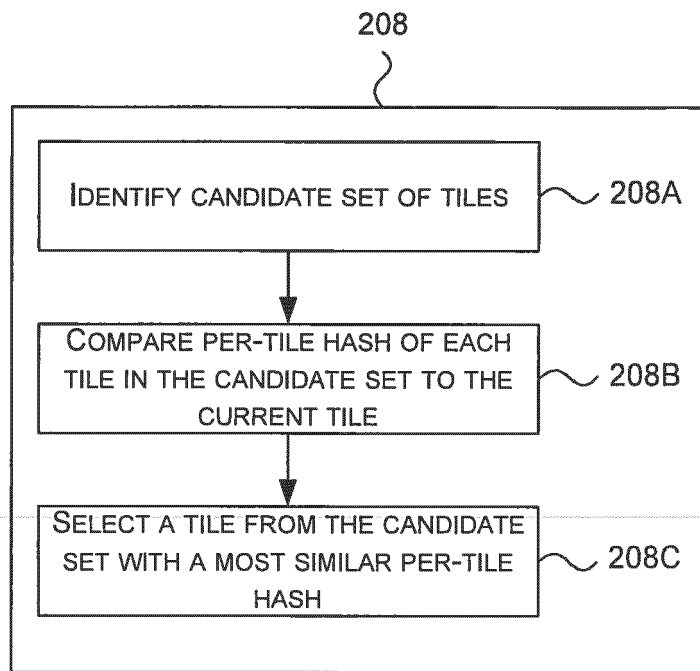 208
IDENTIFY CANDIDATE SET OF TILES
208A
COMPARE PER-TILE HASH OF EACH
TILE IN THE CANDIDATE SET TO THE
CURRENT TILE
208B
SELECT A TILE FROM THE CANDIDATE
SET WITH A MOST SIMILAR PER-TILE
HASH
208C